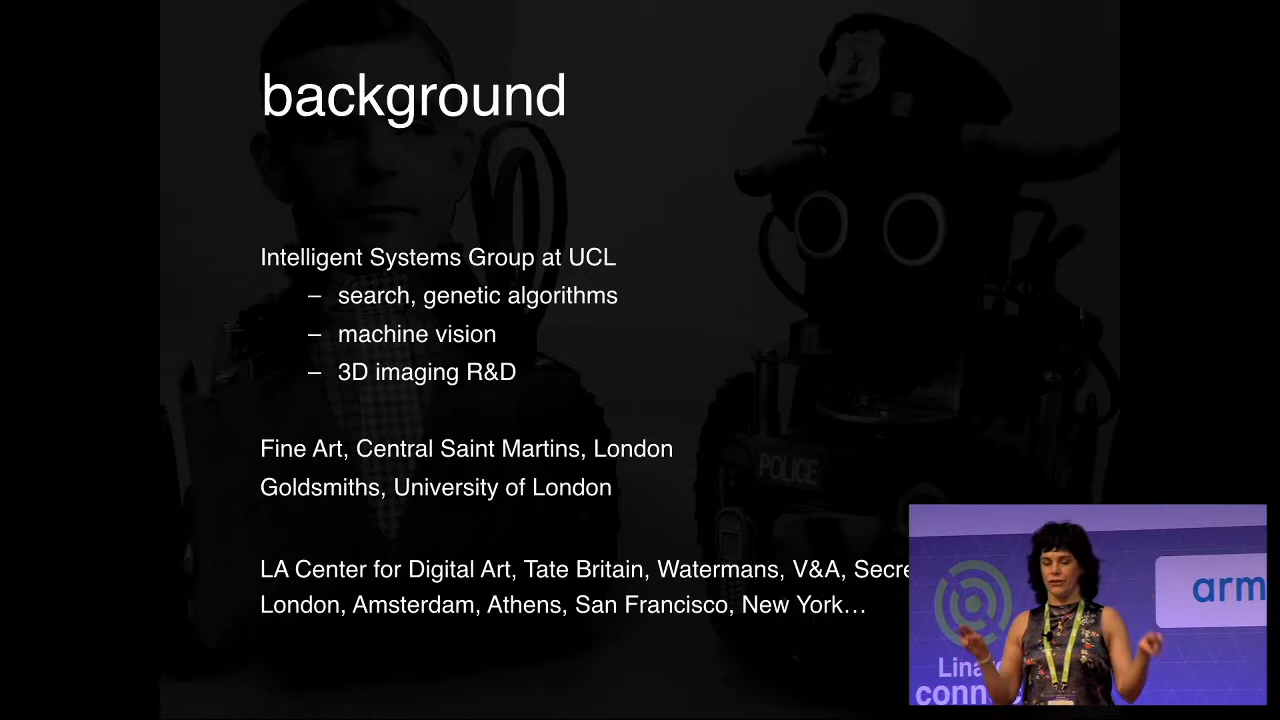 background
Intelligent Systems Group at UCL
– search, genetic algorithms
– machine vision
– 3D imaging R&D
Fine Art, Central Saint Martins, London
Goldsmiths, University of London
LA Center for Digital Art, Tate Britain, Watermans, V&A,
London, Amsterdam, Athens, San Francisco, New York…
POLICE
arm